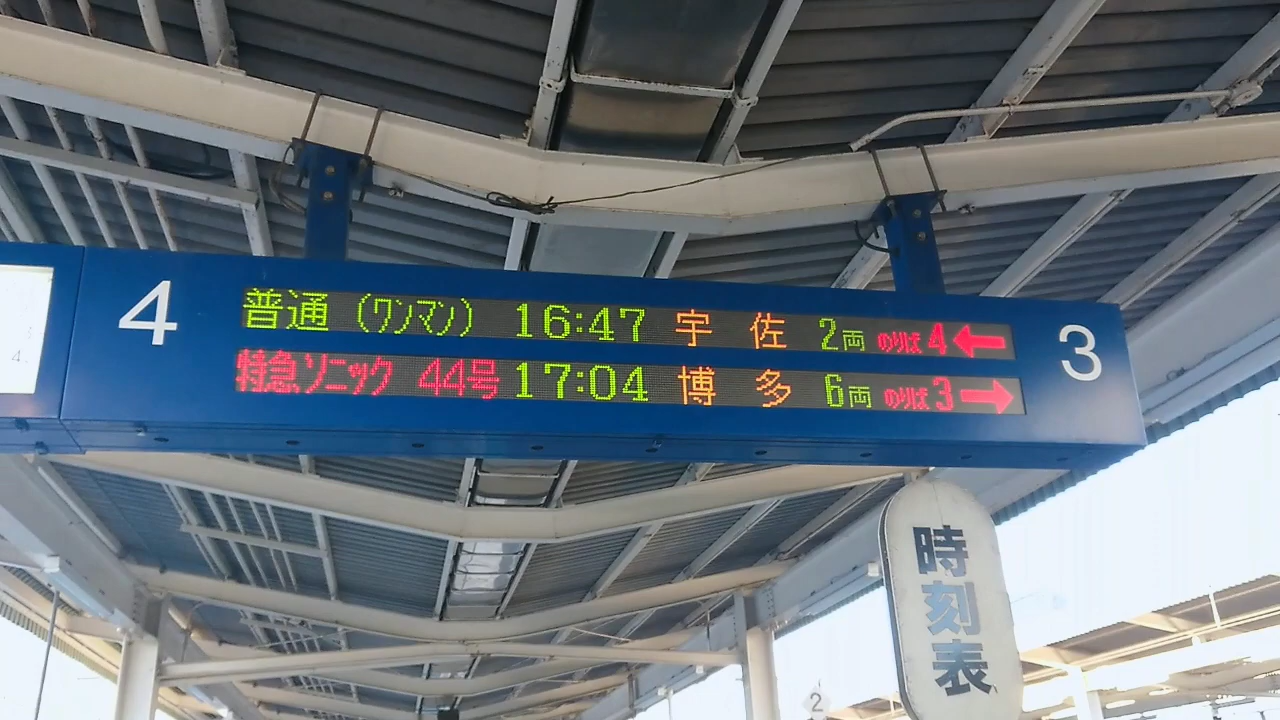 4
普通 (ワンマン) 16:47 宇佐 2両 のりば 4 ←
特急ソニック 44号 17:04 博多 6両 のりば 3 →
3
4.
時刻表
2